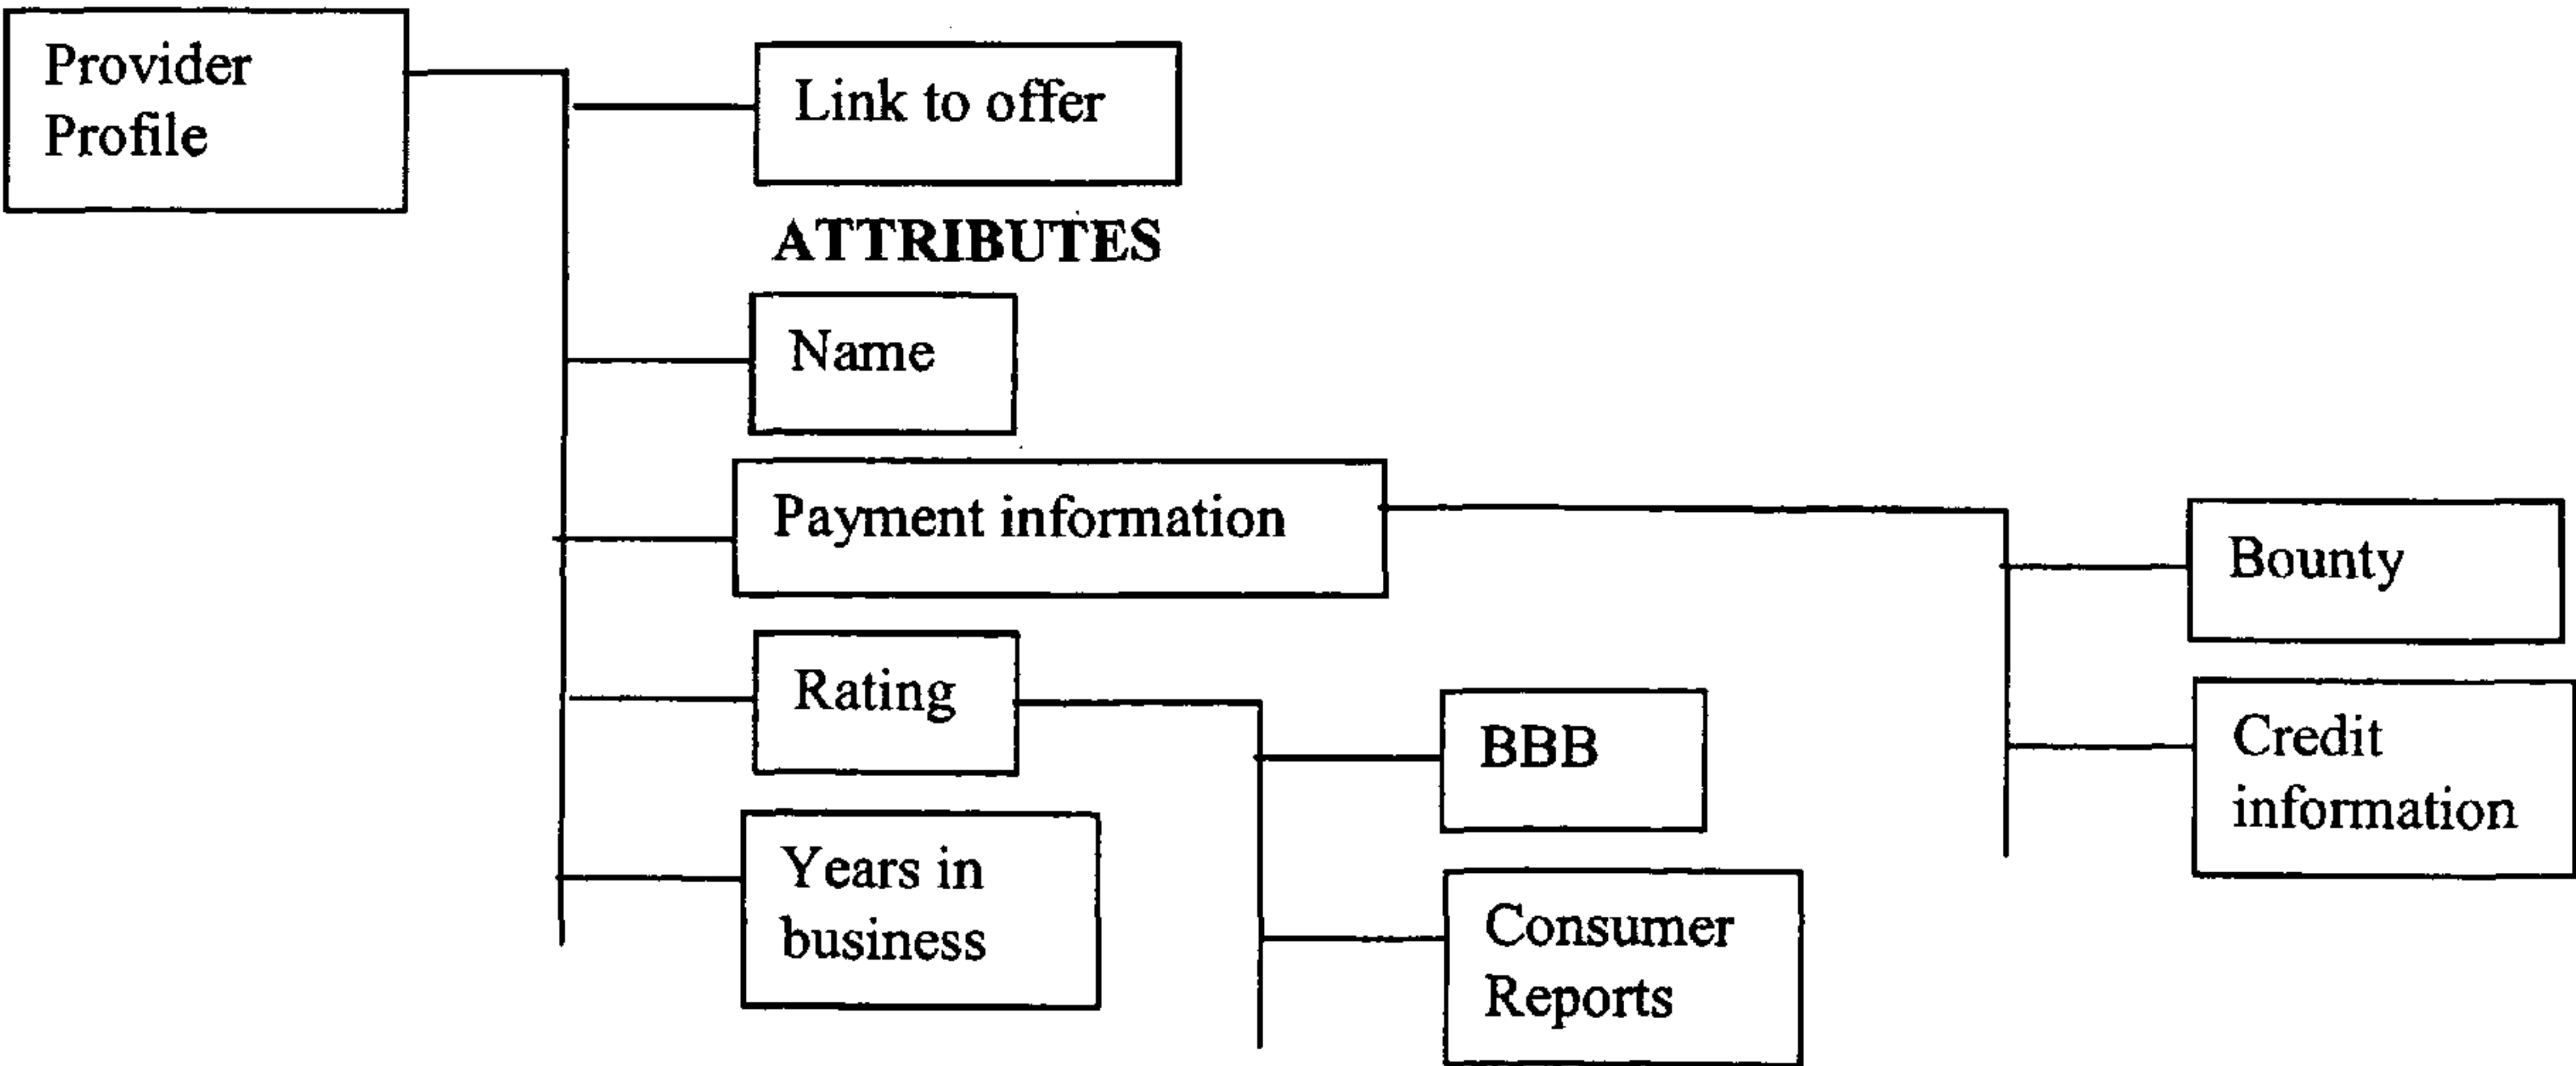 Provider
Profile
Link to offer
ATTRIBUTES
Name
Payment information
Bounty
Rating
BBB
Credit
information
Years in
business
Consumer
Reports